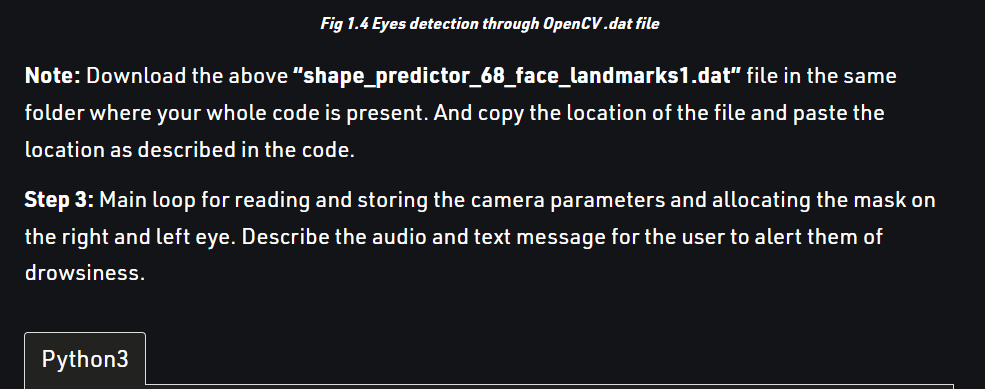 Fig 1.4 Eyes detection through OpenCV .dat file
Note: Download the above “shape_predictor_68_face_landmarks1.dat” file in the same
folder where your whole code is present. And copy the location of the file and paste the
location as described in the code.
Step 3: Main loop for reading and storing the camera parameters and allocating the mask on
the right and left eye. Describe the audio and text message for the user to alert them of
drowsiness.
Python3